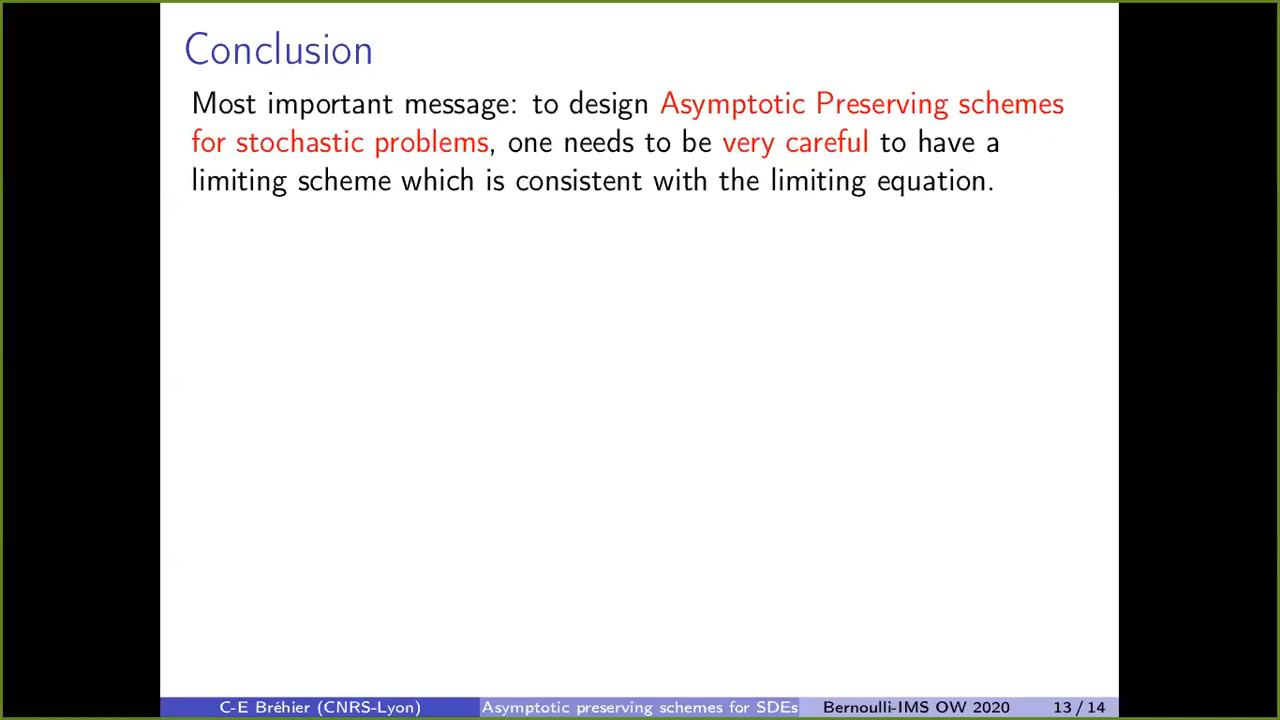 Conclusion
Most important message: to design Asymptotic Preserving schemes
for stochastic problems, one needs to be very careful to have a
limiting scheme which is consistent with the limiting equation.
C-E Bréhier (CNRS-Lyon) Asymptotic preserving schemes for SDEs Bernoulli-IMS OW 2020 13 / 14